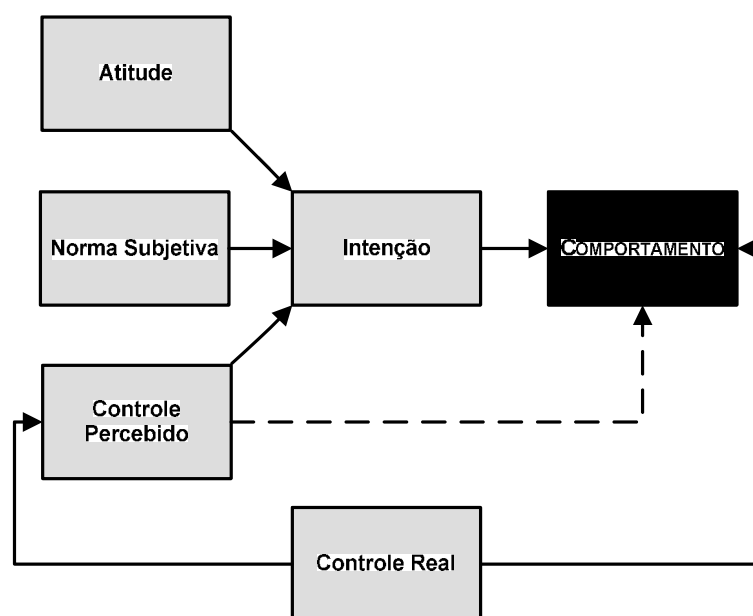 Atitude
Norma Subjetiva
Intenção
COMPORTAMENTO
Controle
Percebido
Controle Real